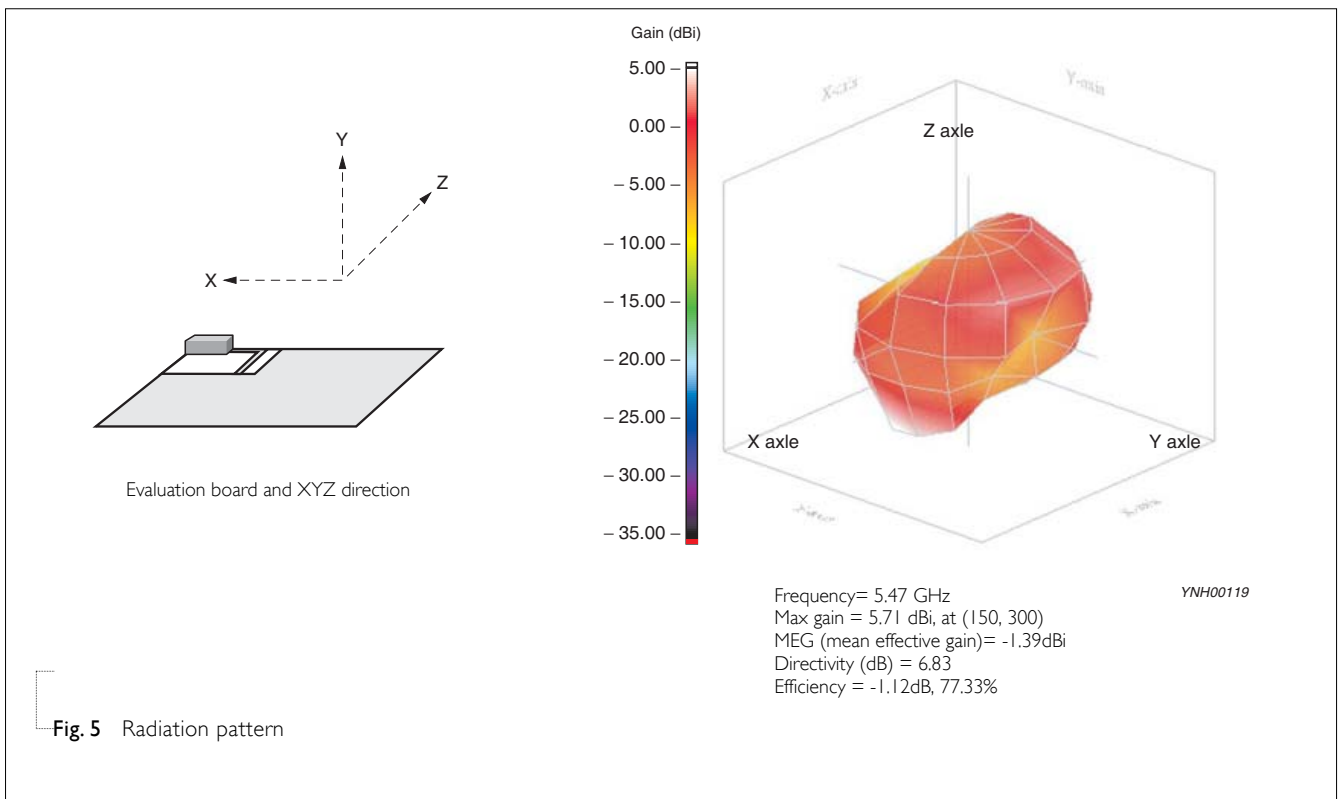 Gain (dBi)
5.00
0.00
– 5.00
– 10.00
– 15.00
– 20.00
– 25.00
– 30.00
– 35.00
Y
Z
X
Evaluation board and XYZ direction
X-axis
Y-axis
Z axle
X axle
Y axle
X-axis
Frequency= 5.47 GHz
Max gain = 5.71 dBi, at (150, 300)
MEG (mean effective gain)= -1.39dBi
Directivity (dB) = 6.83
Efficiency = -1.12dB, 77.33%
YNH00119
Fig. 5 Radiation pattern